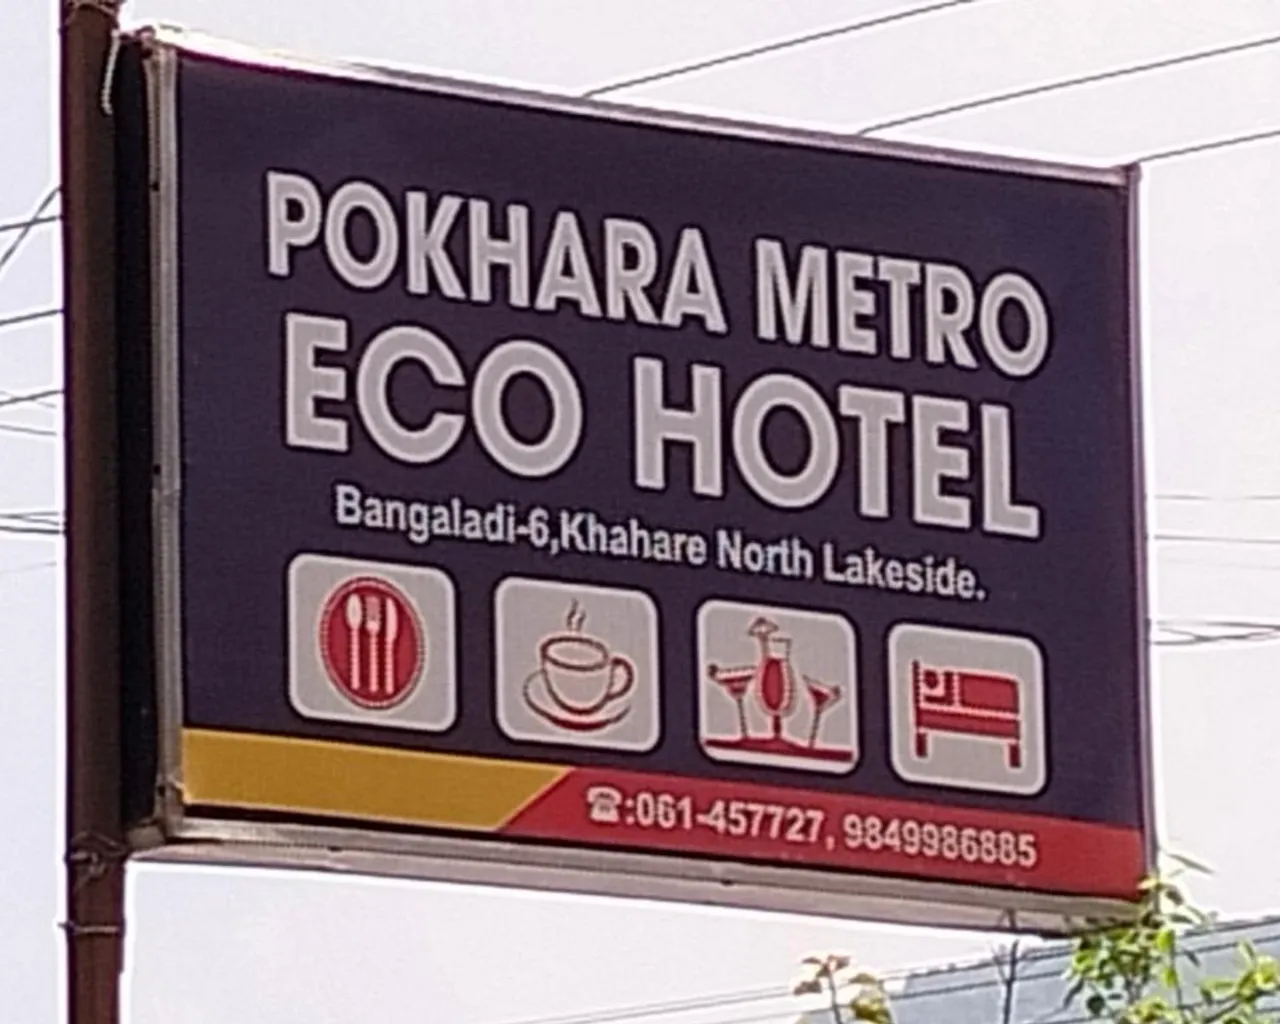 POKHARA METRO
ECO HOTEL
Bangaladi-6,Khahare North Lakeside.
☎:061-457727, 9849986885